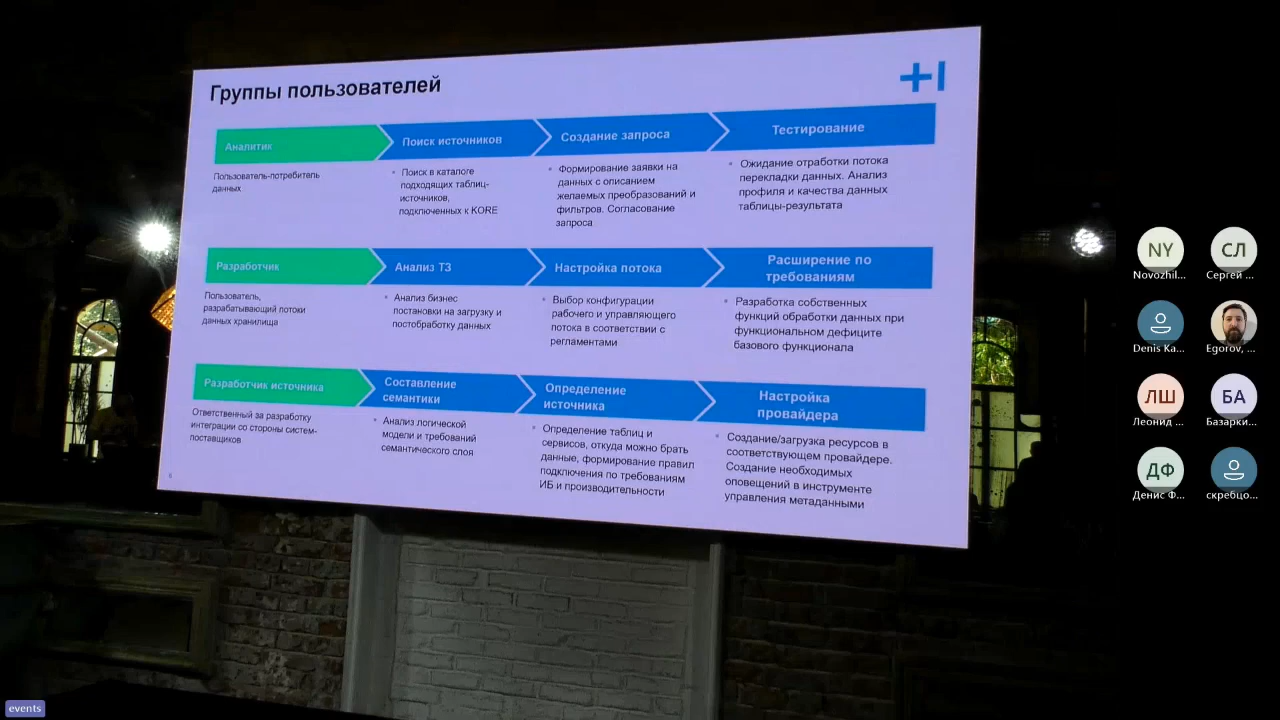 Группы пользователей
Аналитик
Поиск источников
Создание запроса
Тестирование
Пользователь-потребитель
данных
• Поиск в каталоге
подходящих таблиц-
источников,
подключенных к KORE
• Формирование заявки на
данных с описанием
желаемых преобразований и
фильтров. Согласование
запроса
• Ожидание отработки потока
перекладки данных. Анализ
профиля и качества данных
таблицы-результата
Разработчик
Анализ ТЗ
Настройка потока
Расширение по
требованиям
Пользователь,
разрабатывающий потоки
данных хранилища
• Анализ бизнес
постановки на загрузку и
постобработку данных
• Выбор конфигурации
рабочего и управляющего
потока в соответствии с
регламентами
• Разработка собственных
функций обработки данных при
функциональном дефиците
базового функционала
Разработчик источника
Составление
семантики
Определение
источника
Настройка
провайдера
Ответственный за разработку
интеграции со стороны систем-
поставщиков
• Анализ логической
модели и требований
семантического слоя
• Определение таблиц и
сервисов, откуда можно брать
данные, формирование правил
подключения по требованиям
ИБ и производительности
• Создание/загрузка ресурсов в
соответствующем провайдере.
Создание необходимых
оповещений в инструменте
управления метаданными
NY
СЛ
Novozhil...
Сергей ...
Denis Ka...
Egorov, ...
ЛШ
БА
Леонид ...
Базарки...
ДФ
Денис Ф...
скребцо...
events